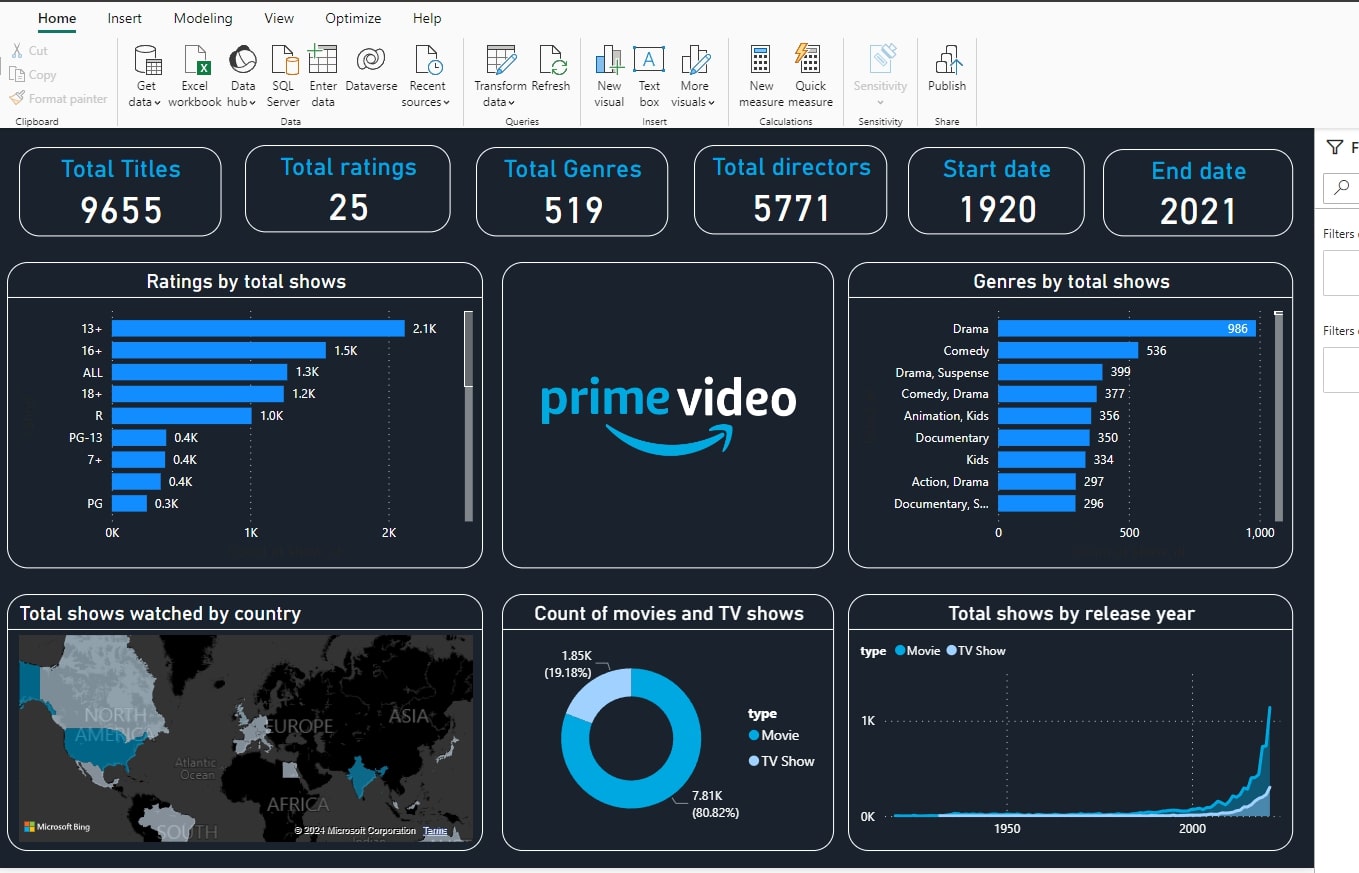 Home Insert Modeling View Optimize Help
Cut
Copy
Format painter
Clipboard
Get data
Excel workbook
Data hub
SQL Server
Enter data
Dataverse
Recent sources
Data
Transform data
Refresh
Queries
New visual
Text box
More visuals
Insert
New measure
Quick measure
Calculations
Sensitivity
Sensitivity
Publish
Share
Total Titles
9655
Total ratings
25
Total Genres
519
Total directors
5771
Start date
1920
End date
2021
Filters
Filters
Ratings by total shows
13+ 2.1K
16+ 1.5K
ALL 1.3K
18+ 1.2K
R 1.0K
PG-13 0.4K
7+ 0.4K
0.4K
PG 0.3K
0K 1K 2K
prime video
Genres by total shows
Drama 986
Comedy 536
Drama, Suspense 399
Comedy, Drama 377
Animation, Kids 356
Documentary 350
Kids 334
Action, Drama 297
Documentary, S... 296
0 500 1,000
Total shows watched by country
NORTH AMERICA
EUROPE
ASIA
Atlantic Ocean
AFRICA
SOUTH
Microsoft Bing
© 2024 Microsoft Corporation Terms
Count of movies and TV shows
1.85K
(19.18%)
type
Movie
TV Show
7.81K
(80.82%)
Total shows by release year
type Movie TV Show
1K
0K
1950 2000